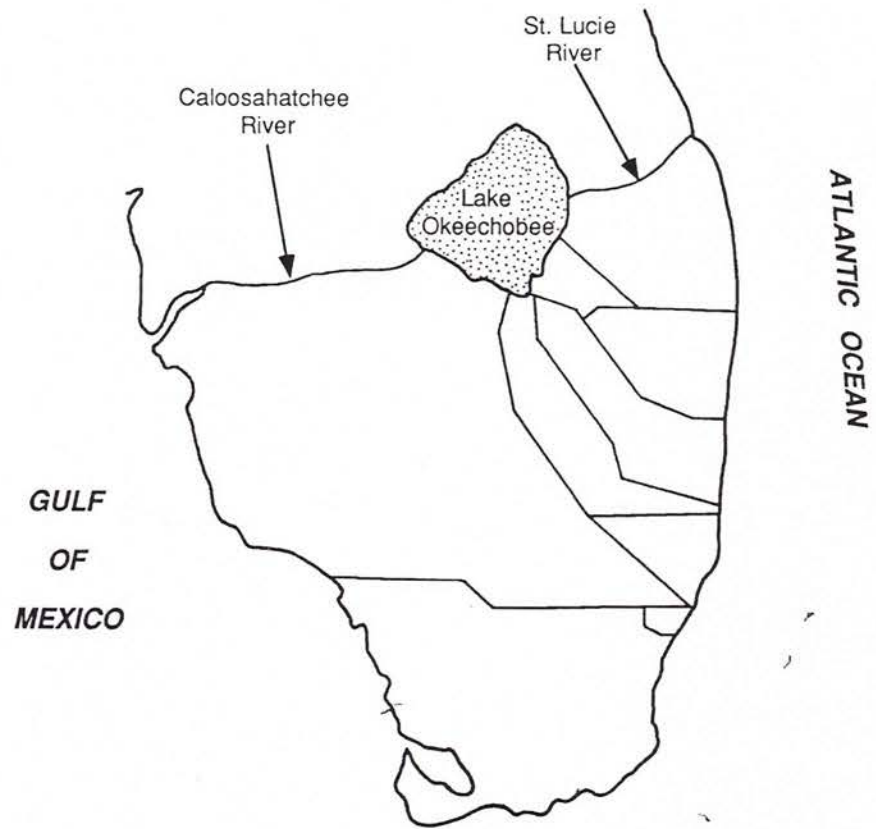 St. Lucie
River
Caloosahatchee
River
Lake
Okeechobee
ATLANTIC OCEAN
GULF
OF
MEXICO